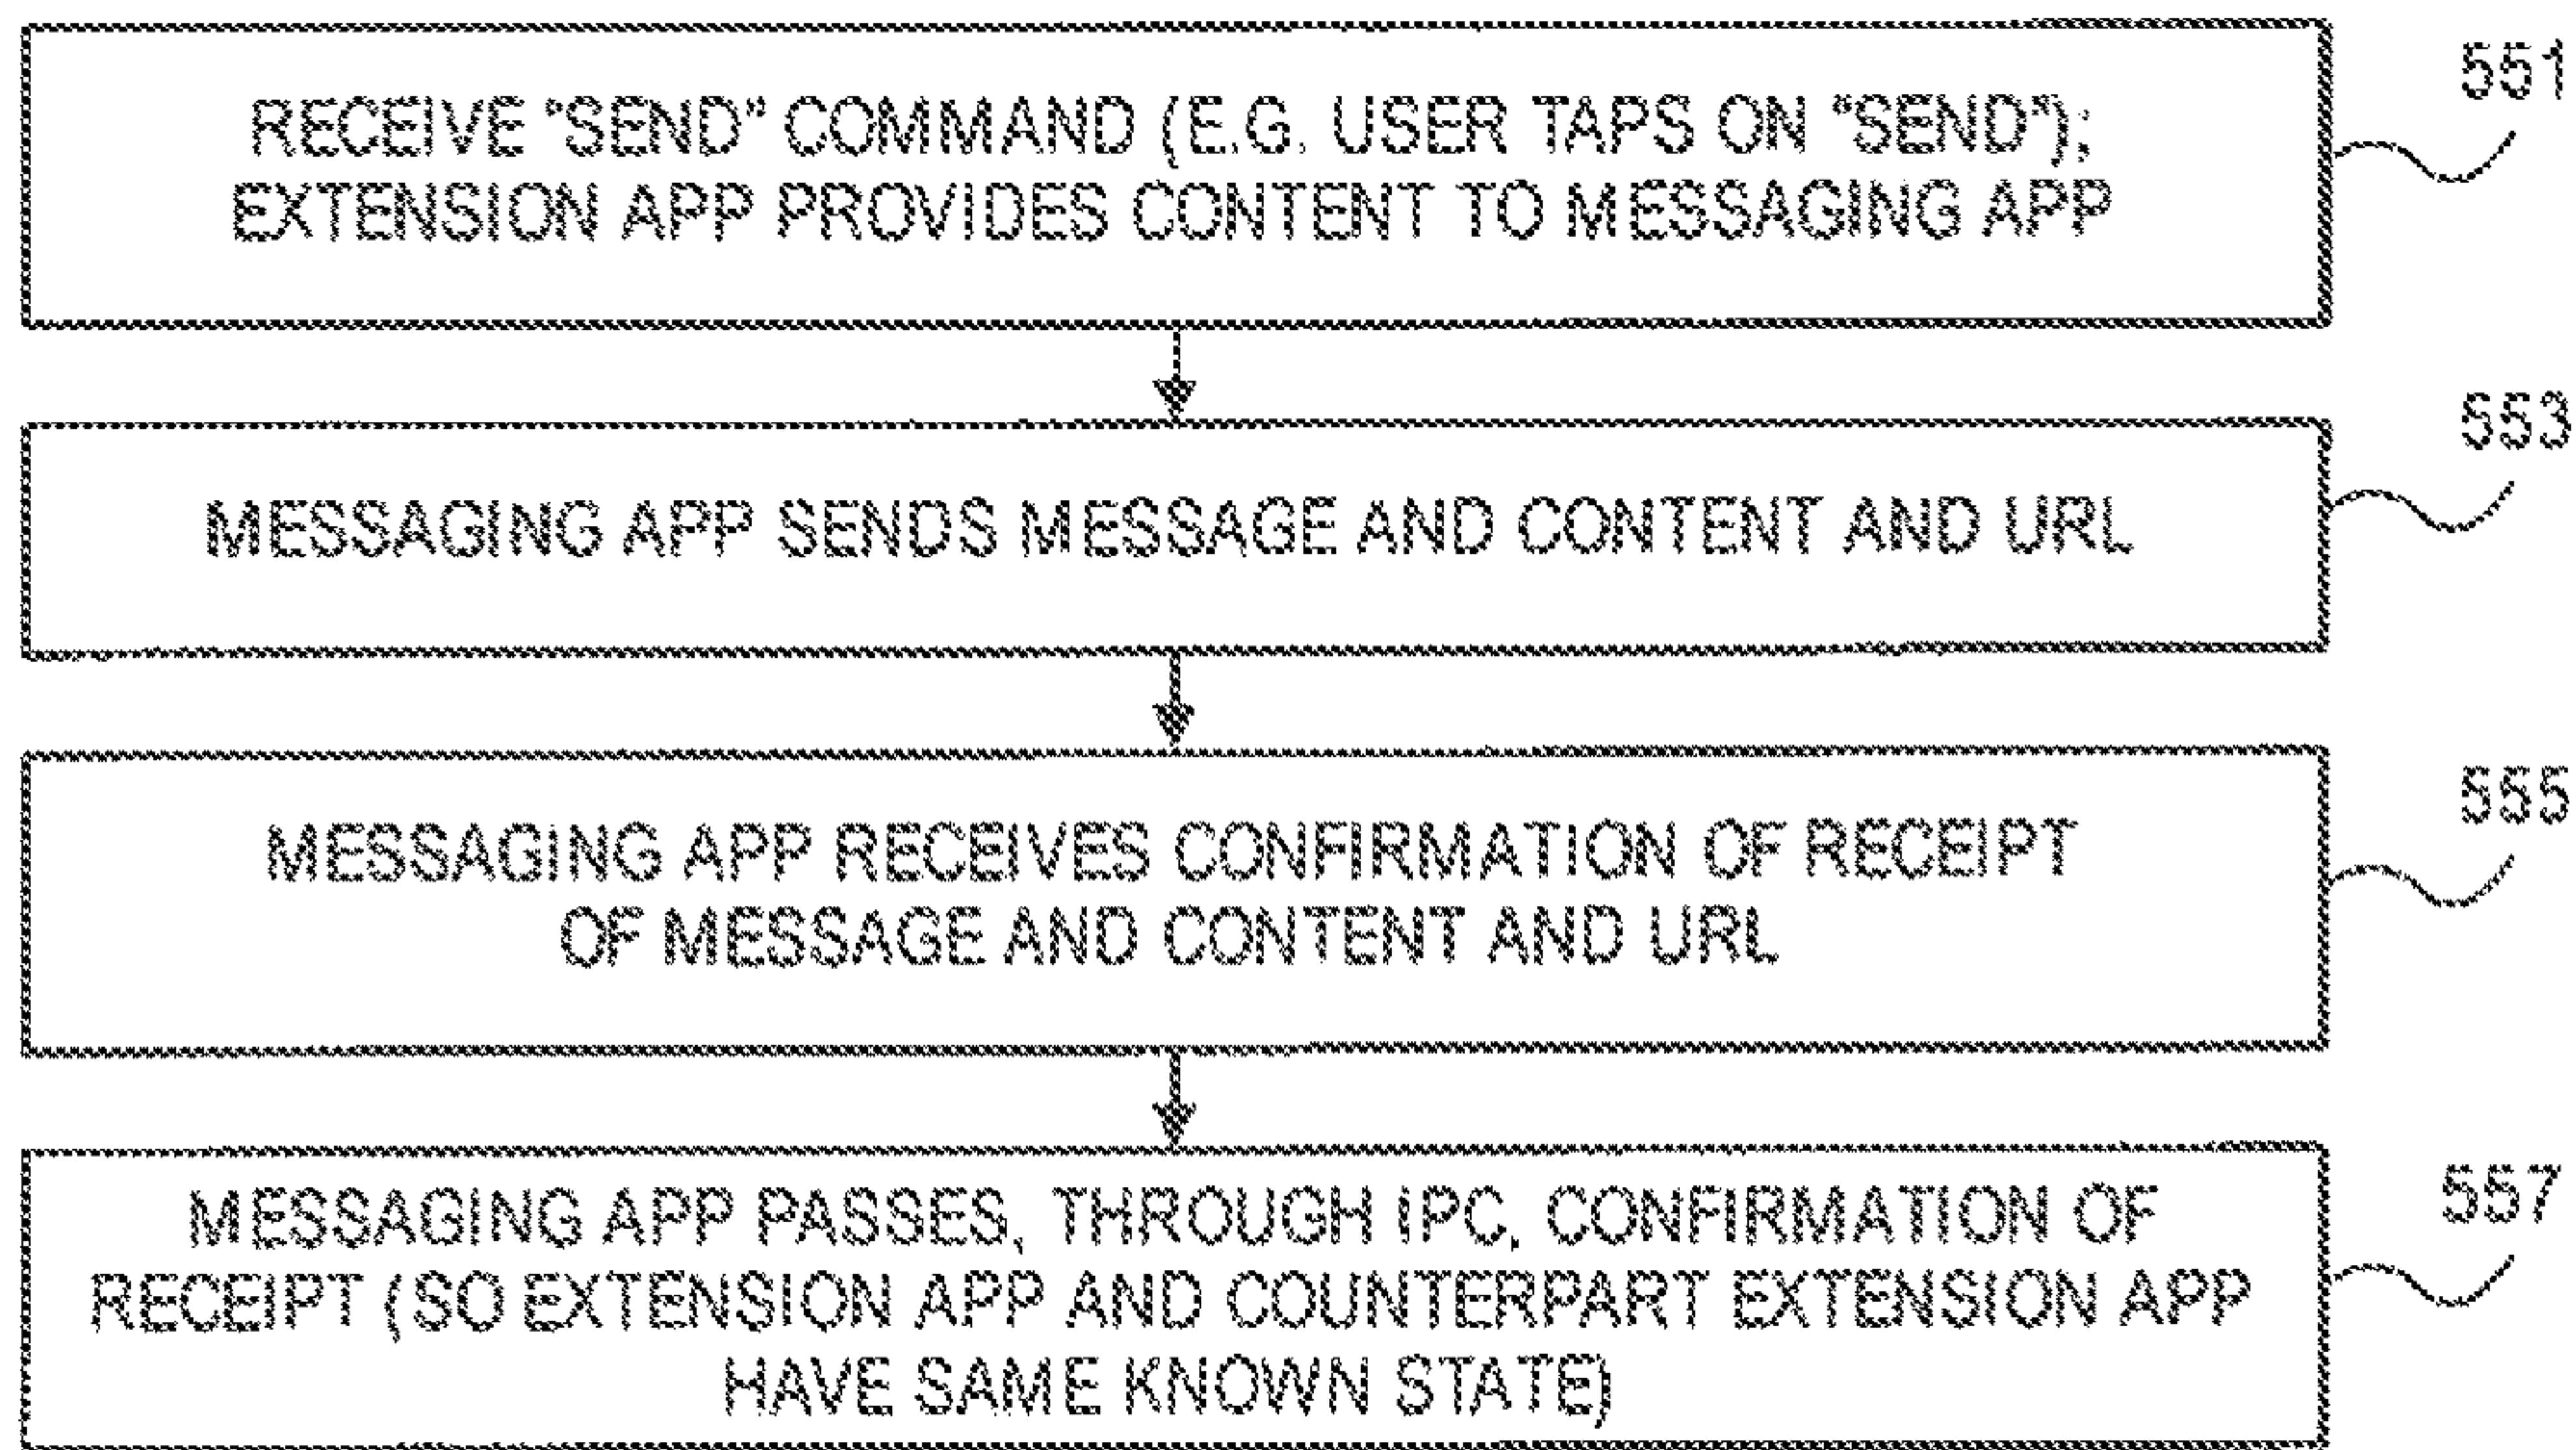 RECEIVE "SEND" COMMAND (E.G. USER TAPS ON "SEND");
EXTENSION APP PROVIDES CONTENT TO MESSAGING APP
551
MESSAGING APP SENDS MESSAGE AND CONTENT AND URL
553
MESSAGING APP RECEIVES CONFIRMATION OF RECEIPT
OF MESSAGE AND CONTENT AND URL
555
MESSAGING APP PASSES, THROUGH IPC, CONFIRMATION OF
RECEIPT (SO EXTENSION APP AND COUNTERPART EXTENSION APP
HAVE SAME KNOWN STATE)
557